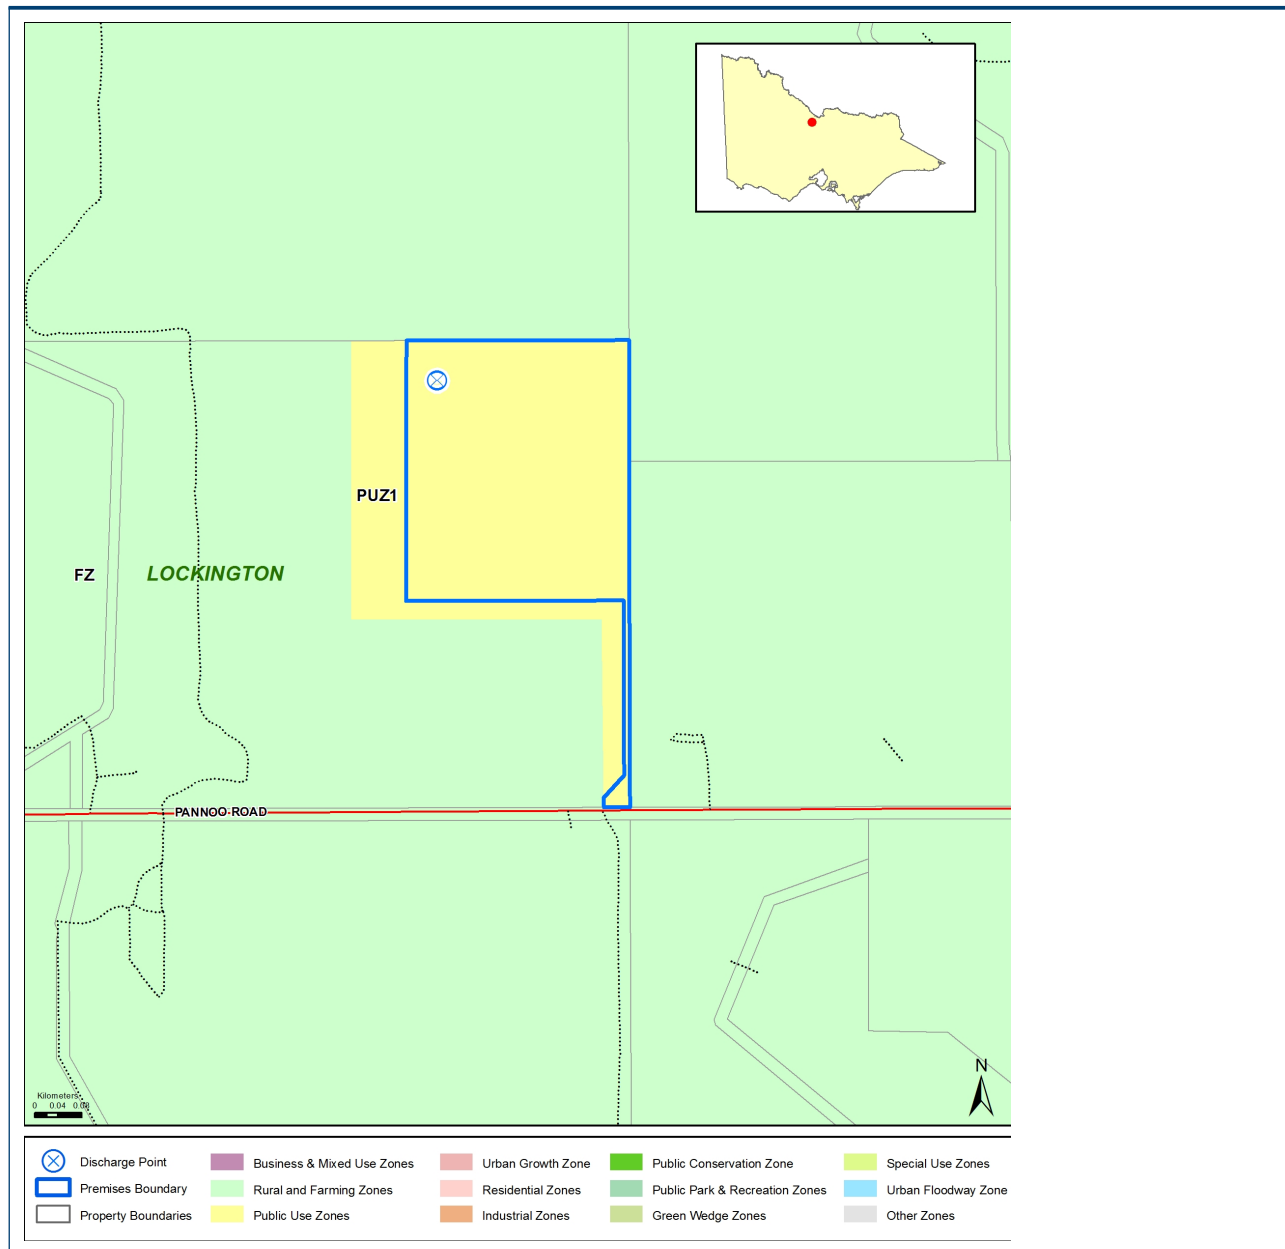 PUZ1
FZ
LOCKINGTON
PANNOO ROAD
N
Kilometers
0 0.04 0.08
Discharge Point
Premises Boundary
Property Boundaries
Business & Mixed Use Zones
Rural and Farming Zones
Public Use Zones
Urban Growth Zone
Residential Zones
Industrial Zones
Public Conservation Zone
Public Park & Recreation Zones
Green Wedge Zones
Special Use Zones
Urban Floodway Zone
Other Zones